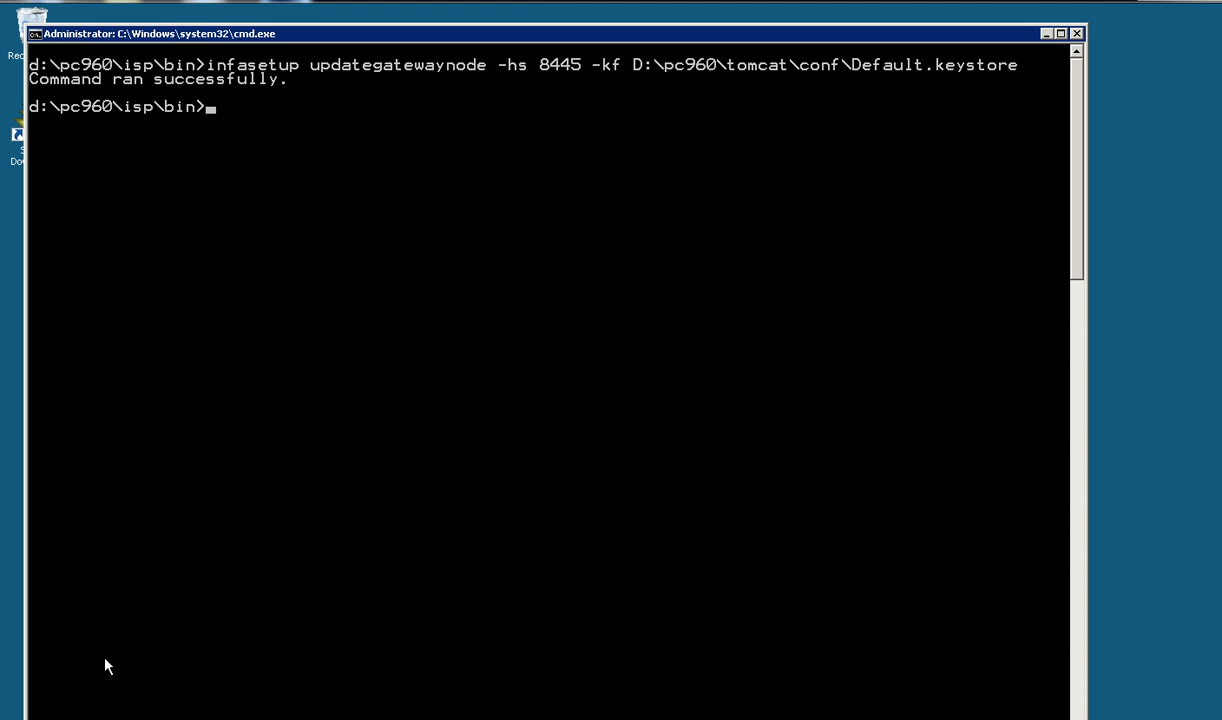 Administrator: C:\Windows\system32\cmd.exe
d:\pc960\isp\bin>infasetup updategatewaynode -hs 8445 -kf D:\pc960\tomcat\conf\Default.keystore
Command ran successfully.
d:\pc960\isp\bin>